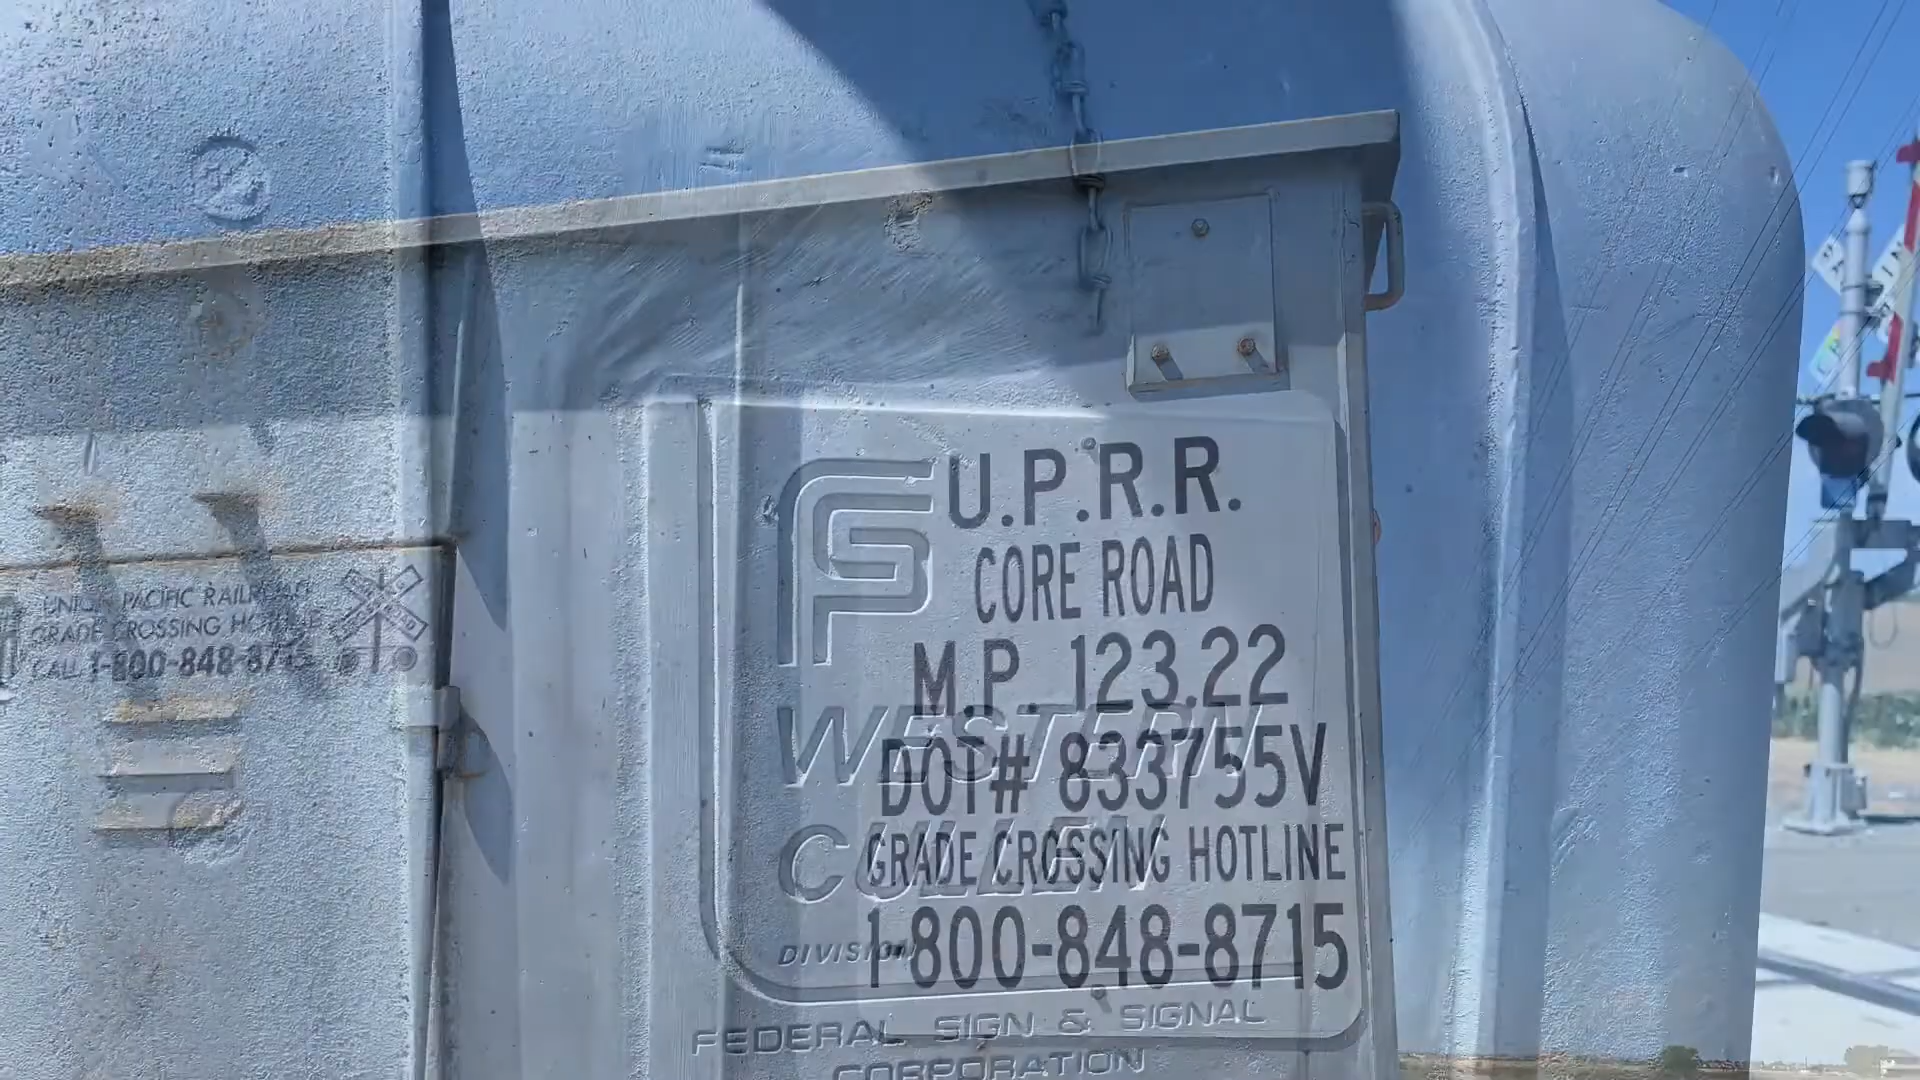 U.P.R.R.
CORE ROAD
M.P. 123.22
DOT# 833755V
GRADE CROSSING HOTLINE
1-800-848-8715
UNION PACIFIC RAILROAD
GRADE CROSSING HOTLINE
CALL 1-800-848-8715
WESTERN
CULLEN
DIVISION
FEDERAL SIGN & SIGNAL
CORPORATION